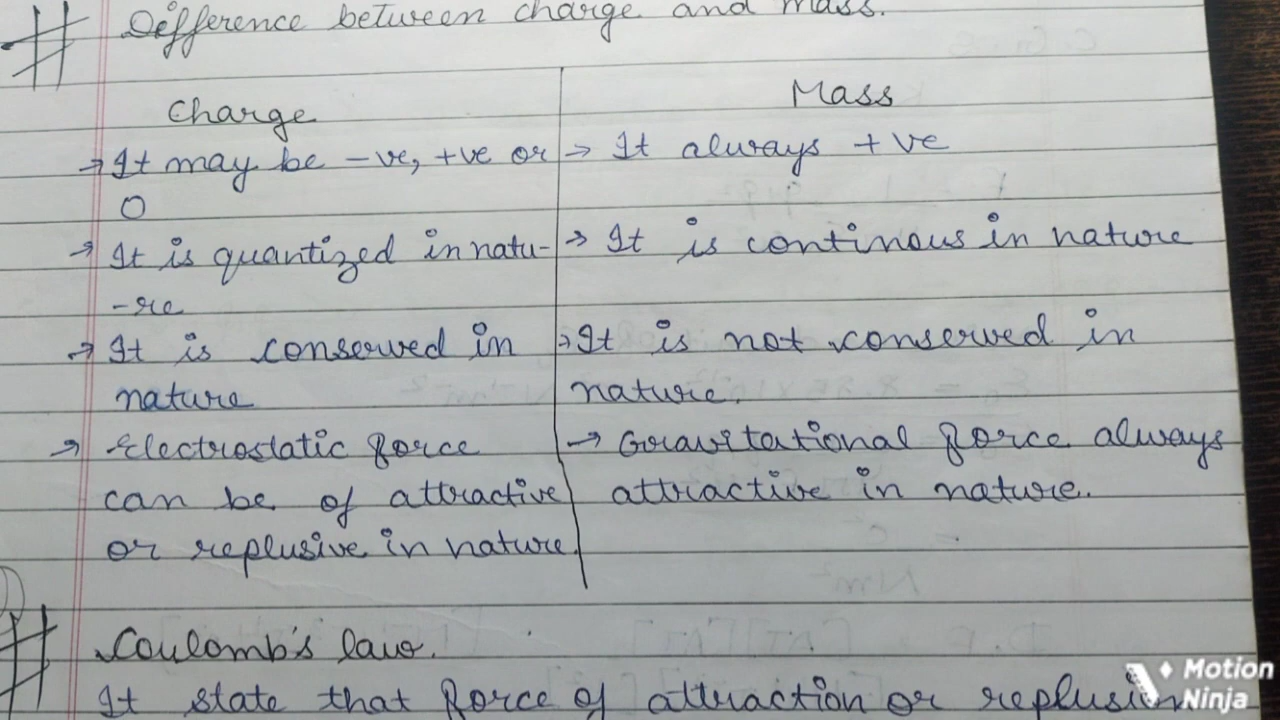 # Difference between charge and mass.
Charge
→ It may be -ve, +ve or
0
→ It is quantized in natu-
-re
→ It is conserved in
nature
→ Electrostatic force
can be of attractive
or replusive in nature.
Mass
→ It always +ve
→ It is continous in nature
→ It is not conserved in
nature.
→ Gravitational force always
attractive in nature.
# Coulomb's law.
It state that force of attraction or replusion
Motion
Ninja